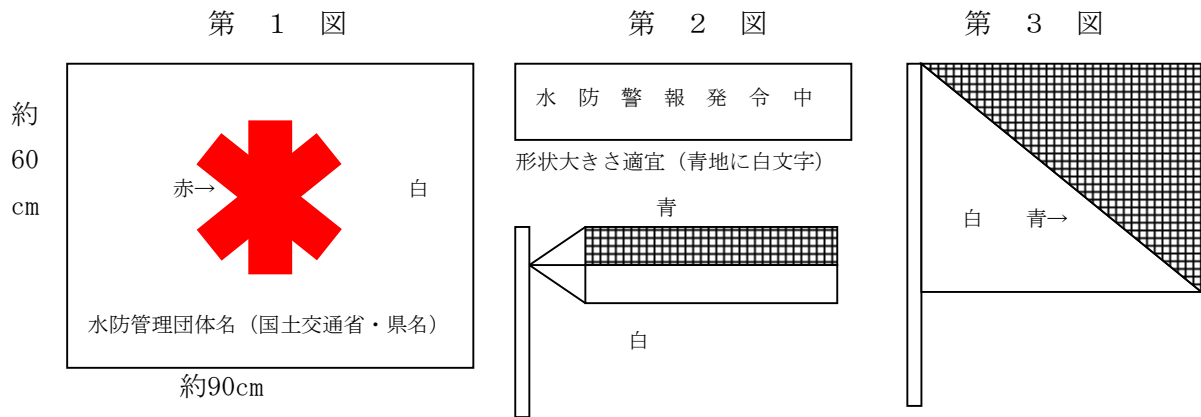 第 1 図
約
60
cm
赤→
白
水防管理団体名（国土交通省・県名）
約90cm
第 2 図
水 防 警 報 発 令 中
形状大きさ適宜（青地に白文字）
青
白
第 3 図
白 青→